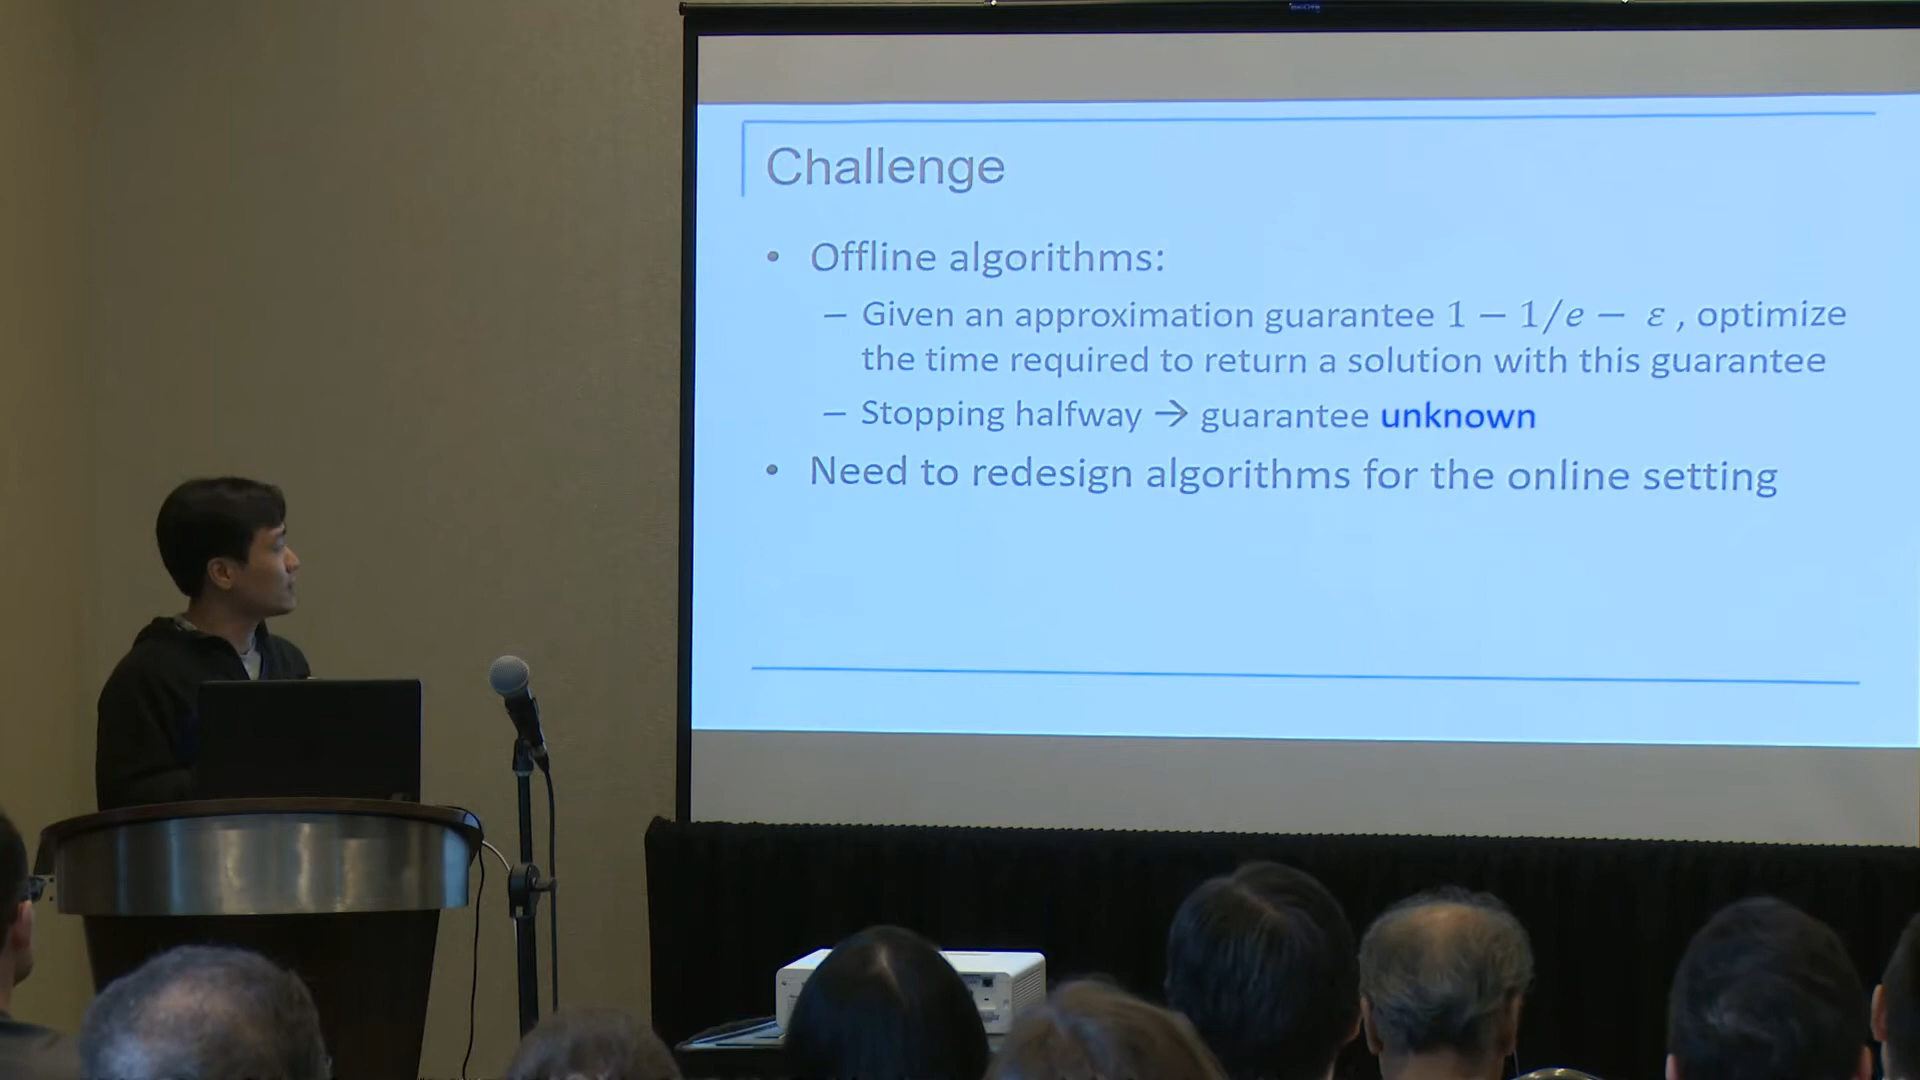 Challenge
• Offline algorithms:
– Given an approximation guarantee 1 − 1/e − ε , optimize
the time required to return a solution with this guarantee
– Stopping halfway → guarantee unknown
• Need to redesign algorithms for the online setting